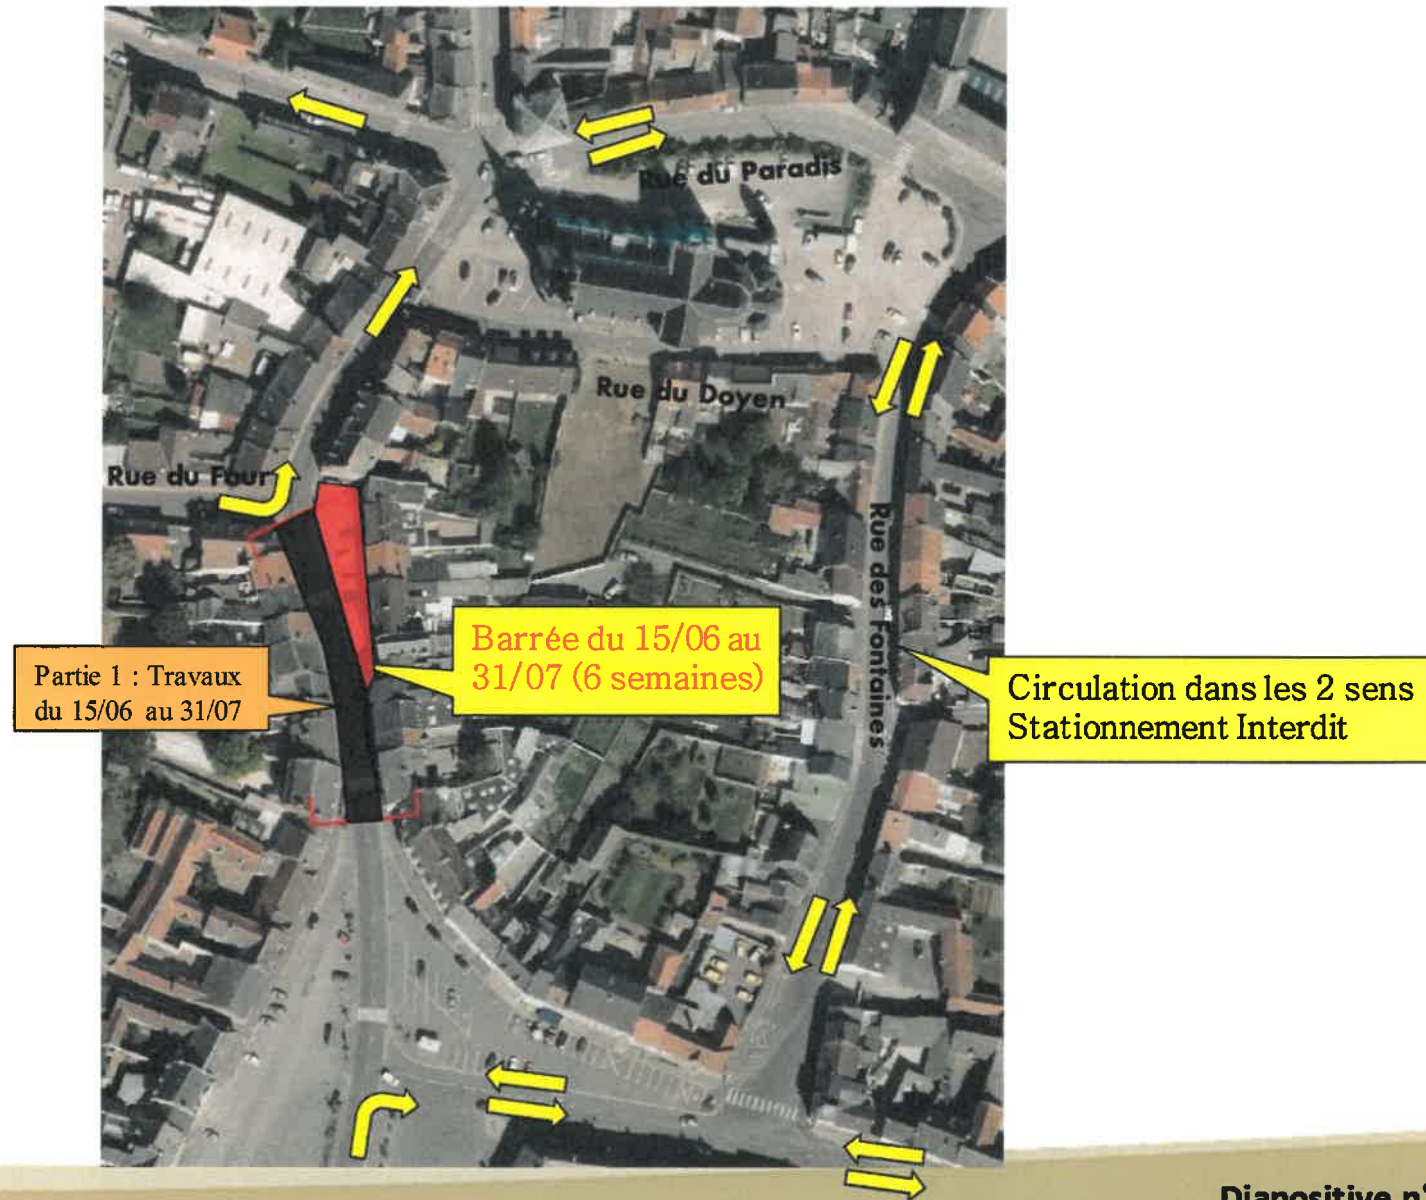 Rue du Paradis
Rue du Doyen
Rue du Four
Rue des Fontaines
Barrée du 15/06 au
31/07 (6 semaines)
Partie 1 : Travaux
du 15/06 au 31/07
Circulation dans les 2 sens
Stationnement Interdit
Diapositive n°